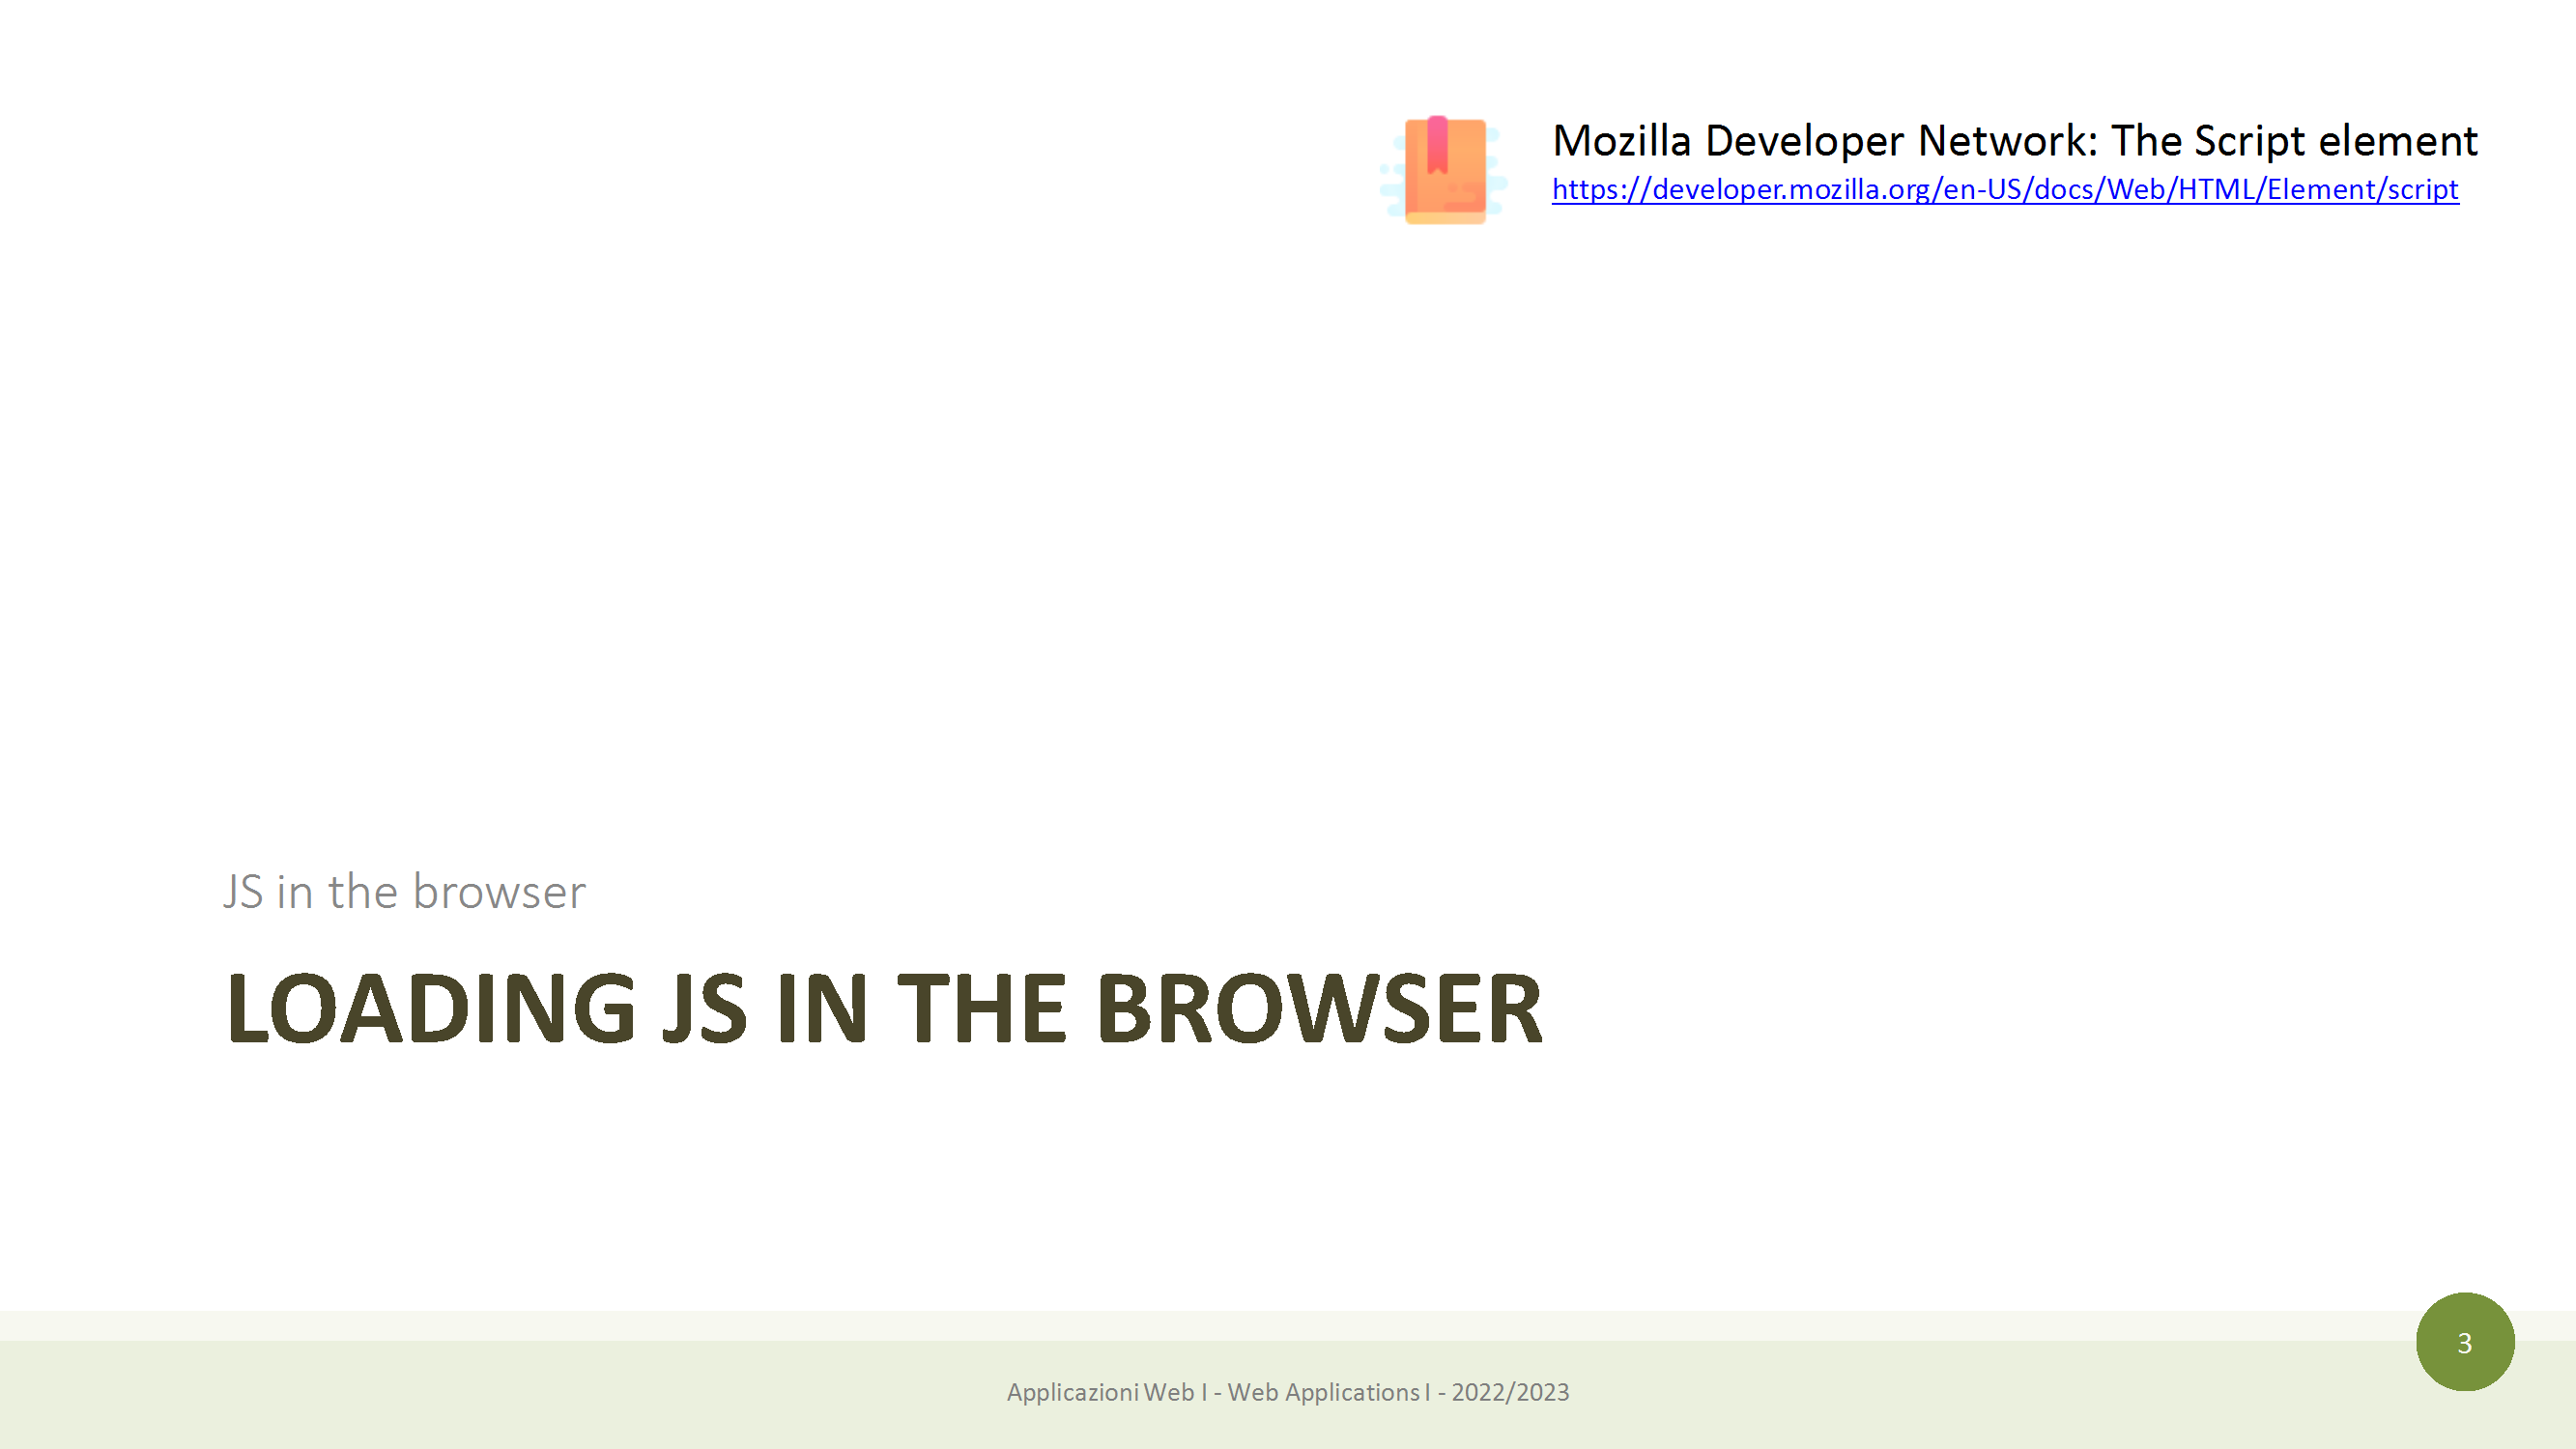 Mozilla Developer Network: The Script element
https://developer.mozilla.org/en-US/docs/Web/HTML/Element/script
JS in the browser
LOADING JS IN THE BROWSER
3
Applicazioni Web I - Web Applications I - 2022/2023